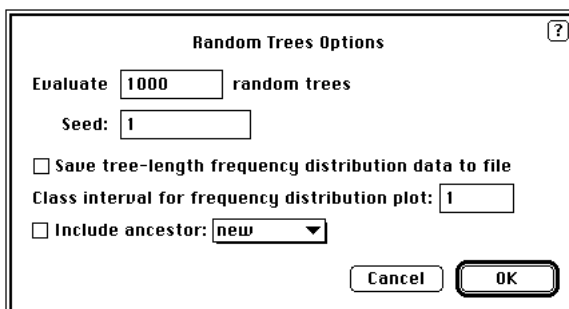 ?
Random Trees Options
Evaluate 1000 random trees
Seed: 1
Save tree-length frequency distribution data to file
Class interval for frequency distribution plot: 1
Include ancestor: new
Cancel OK